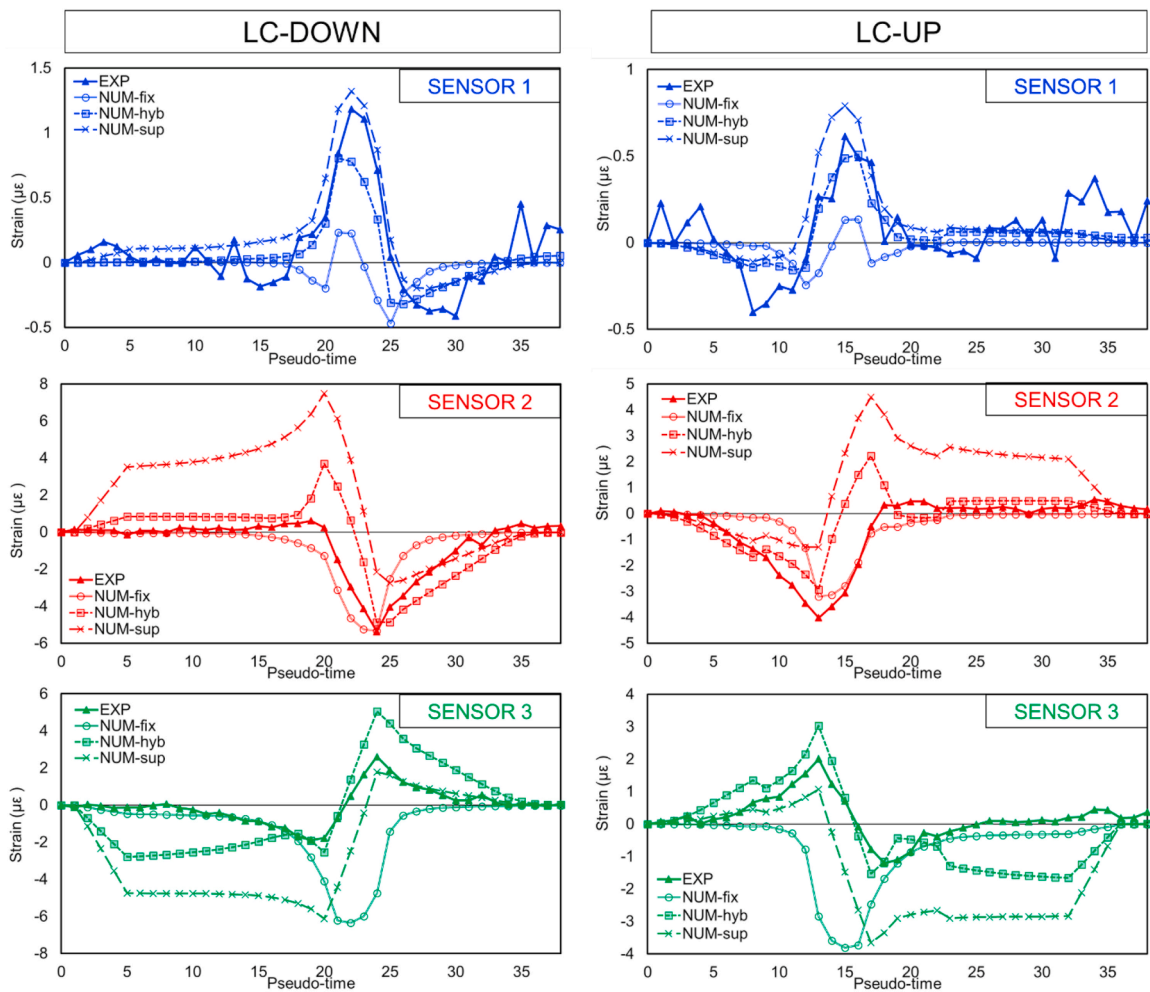 LC-DOWN
LC-UP
SENSOR 1
EXP
NUM-fix
NUM-hyb
NUM-sup
Strain (με)
1.5
1
0.5
0
-0.5
0 5 10 15 20 25 30 35
Pseudo-time
SENSOR 1
EXP
NUM-fix
NUM-hyb
NUM-sup
Strain (με)
1
0.5
0
-0.5
0 5 10 15 20 25 30 35
Pseudo-time
SENSOR 2
EXP
NUM-fix
NUM-hyb
NUM-sup
Strain (με)
8
6
4
2
0
-2
-4
-6
0 5 10 15 20 25 30 35
Pseudo-time
SENSOR 2
EXP
NUM-fix
NUM-hyb
NUM-sup
Strain (με)
5
4
3
2
1
0
-1
-2
-3
-4
-5
0 5 10 15 20 25 30 35
Pseudo-time
SENSOR 3
EXP
NUM-fix
NUM-hyb
NUM-sup
Strain (με)
6
4
2
0
-2
-4
-6
-8
0 5 10 15 20 25 30 35
Pseudo-time
SENSOR 3
EXP
NUM-fix
NUM-hyb
NUM-sup
Strain (με)
4
3
2
1
0
-1
-2
-3
-4
0 5 10 15 20 25 30 35
Pseudo-time